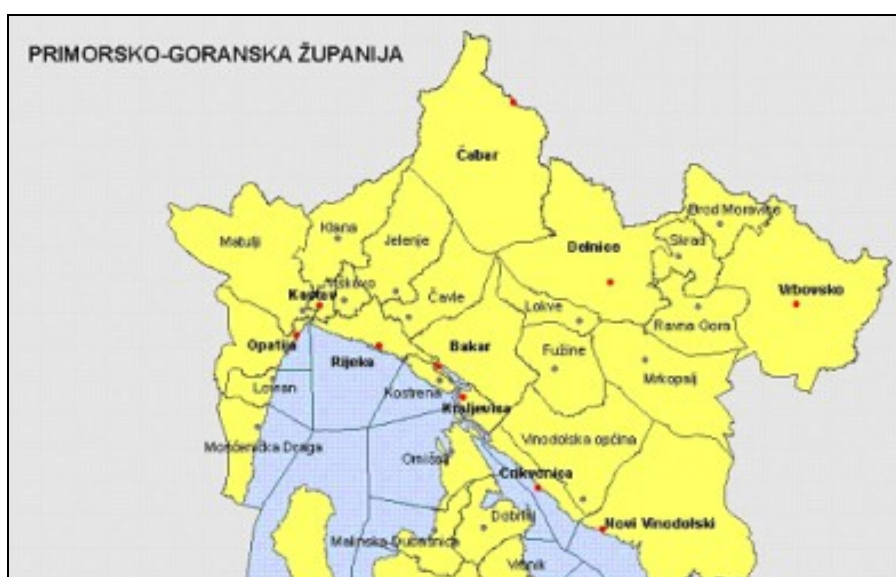 PRIMORSKO-GORANSKA ŽUPANIJA
Čabar
Brod Moravice
Klana
Matulji
Jelenje
Delnice
Skrad
Vrbovsko
Kastav
Viškovo
Čavle
Lokve
Ravna Gora
Opatija
Rijeka
Bakar
Fužine
Mrkopalj
Lovran
Kostrena
Kraljevica
Mošćenička Draga
Vinodolska općina
Omišalj
Crikvenica
Dobrinj
Novi Vinodolski
Malinska Dubašnica
Vrbnik